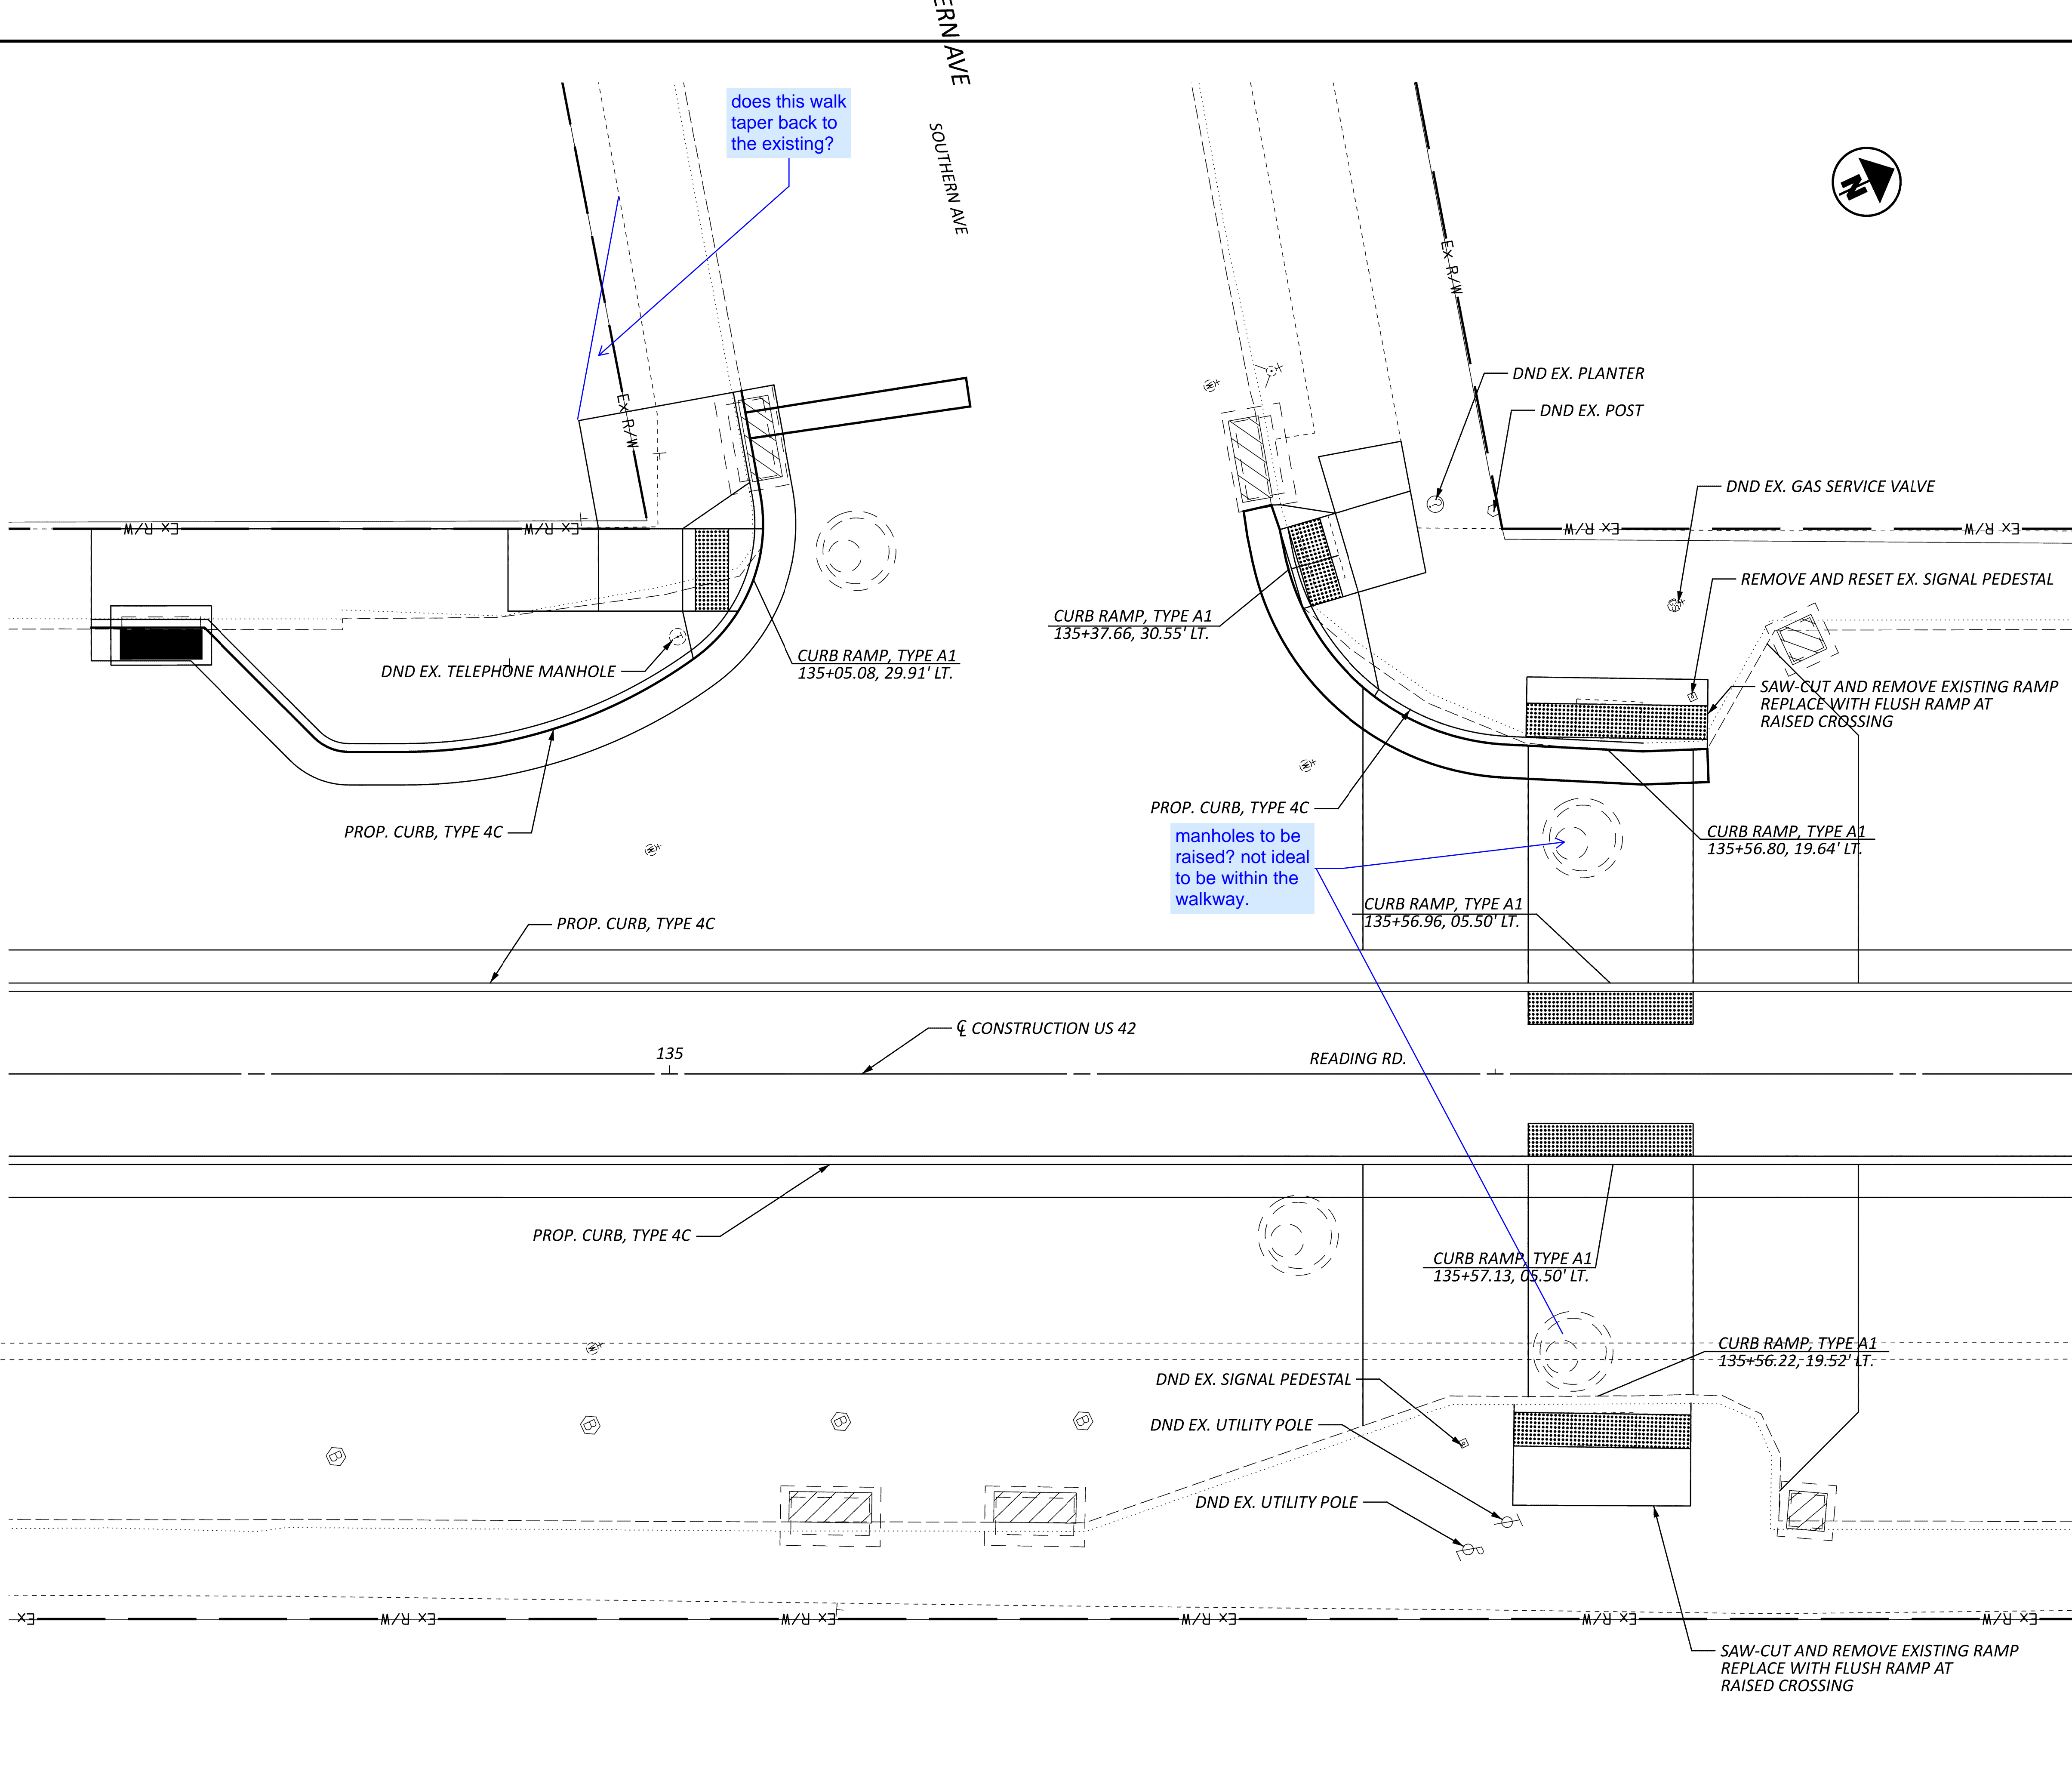 ERN AVE
does this walk
taper back to
the existing?
SOUTHERN AVE
N
Ex R/W
Ex R/W
DND EX. PLANTER
DND EX. POST
DND EX. GAS SERVICE VALVE
Ex R/W
Ex R/W
Ex R/W
Ex R/W
REMOVE AND RESET EX. SIGNAL PEDESTAL
CURB RAMP, TYPE A1
135+37.66, 30.55' LT.
CURB RAMP, TYPE A1
135+05.08, 29.91' LT.
DND EX. TELEPHONE MANHOLE
SAW-CUT AND REMOVE EXISTING RAMP
REPLACE WITH FLUSH RAMP AT
RAISED CROSSING
PROP. CURB, TYPE 4C
PROP. CURB, TYPE 4C
manholes to be
raised? not ideal
to be within the
walkway.
CURB RAMP, TYPE A1
135+56.80, 19.64' LT.
CURB RAMP, TYPE A1
135+56.96, 05.50' LT.
PROP. CURB, TYPE 4C
℄ CONSTRUCTION US 42
135
READING RD.
PROP. CURB, TYPE 4C
CURB RAMP, TYPE A1
135+57.13, 05.50' LT.
CURB RAMP, TYPE A1
135+56.22, 19.52' LT.
DND EX. SIGNAL PEDESTAL
DND EX. UTILITY POLE
B
B
B
B
DND EX. UTILITY POLE
Ex
Ex R/W
Ex R/W
Ex R/W
Ex R/W
Ex R/W
SAW-CUT AND REMOVE EXISTING RAMP
REPLACE WITH FLUSH RAMP AT
RAISED CROSSING